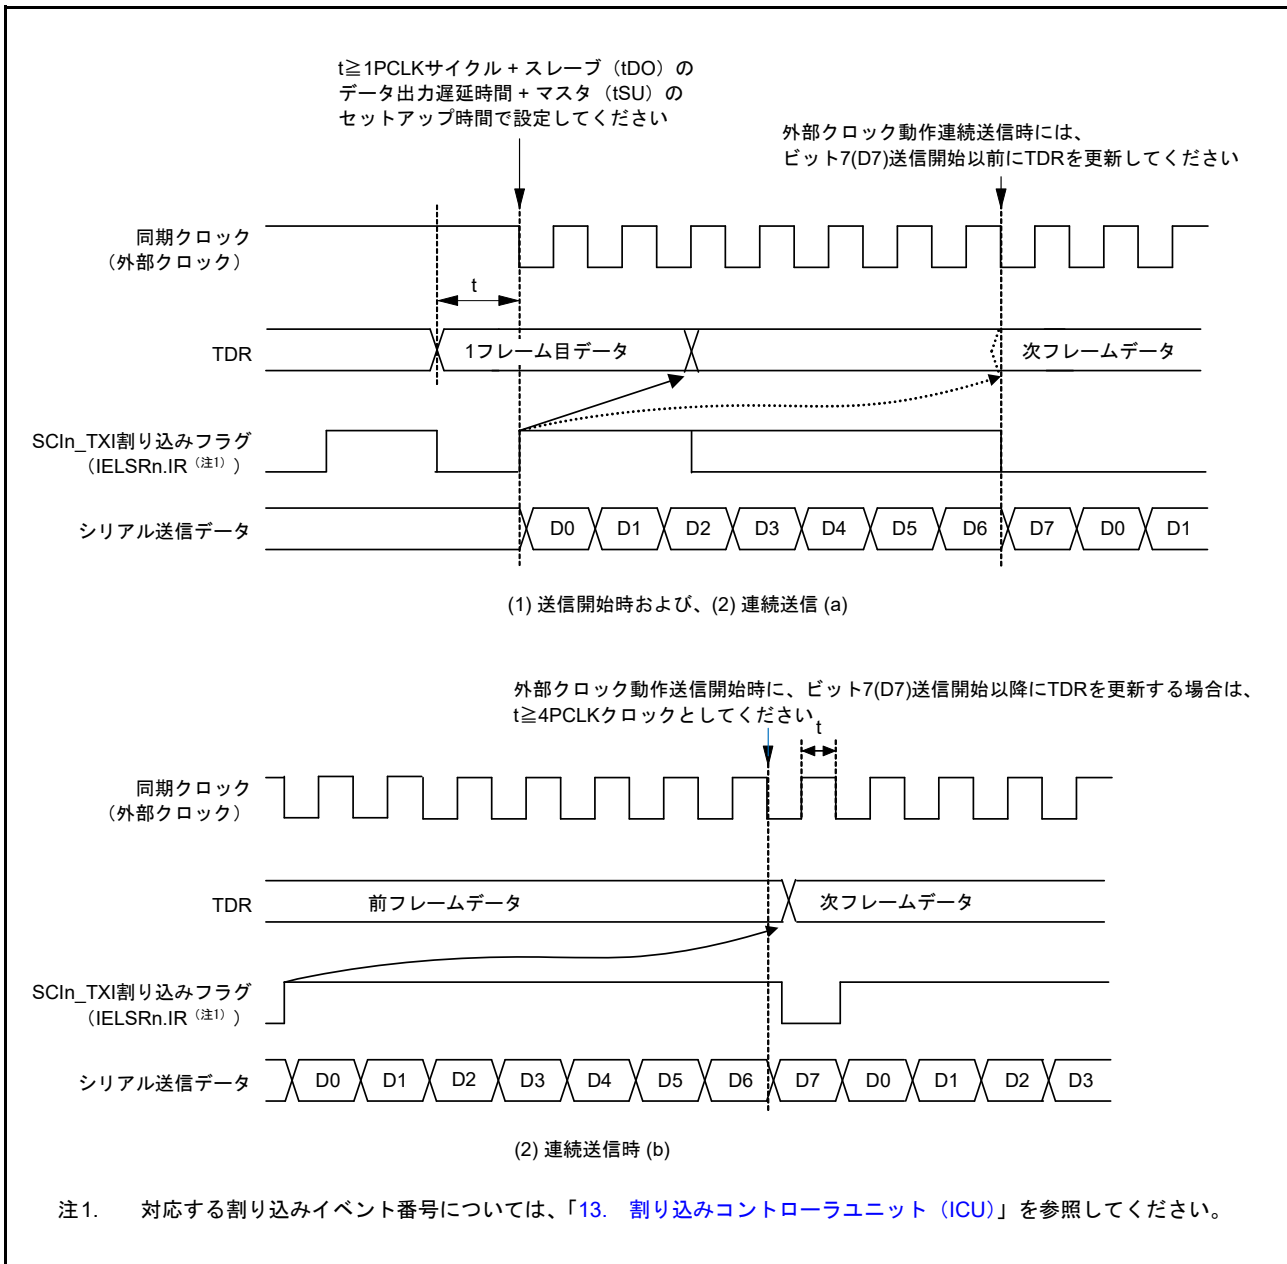 t≧1PCLKサイクル + スレーブ（tDO）の
データ出力遅延時間 + マスタ（tSU）の
セットアップ時間で設定してください
外部クロック動作連続送信時には、
ビット7(D7)送信開始以前にTDRを更新してください
同期クロック
（外部クロック）
t
TDR
1フレーム目データ
次フレームデータ
SCIn_TXI割り込みフラグ
（IELSRn.IR（注1））
シリアル送信データ
D0 D1 D2 D3 D4 D5 D6 D7 D0 D1
(1) 送信開始時および、(2) 連続送信 (a)
外部クロック動作送信開始時に、ビット7(D7)送信開始以降にTDRを更新する場合は、
t≧4PCLKクロックとしてください
t
同期クロック
（外部クロック）
TDR
前フレームデータ
次フレームデータ
SCIn_TXI割り込みフラグ
（IELSRn.IR（注1））
シリアル送信データ
D0 D1 D2 D3 D4 D5 D6 D7 D0 D1 D2 D3
(2) 連続送信時 (b)
注1. 対応する割り込みイベント番号については、「13. 割り込みコントローラユニット（ICU）」を参照してください。